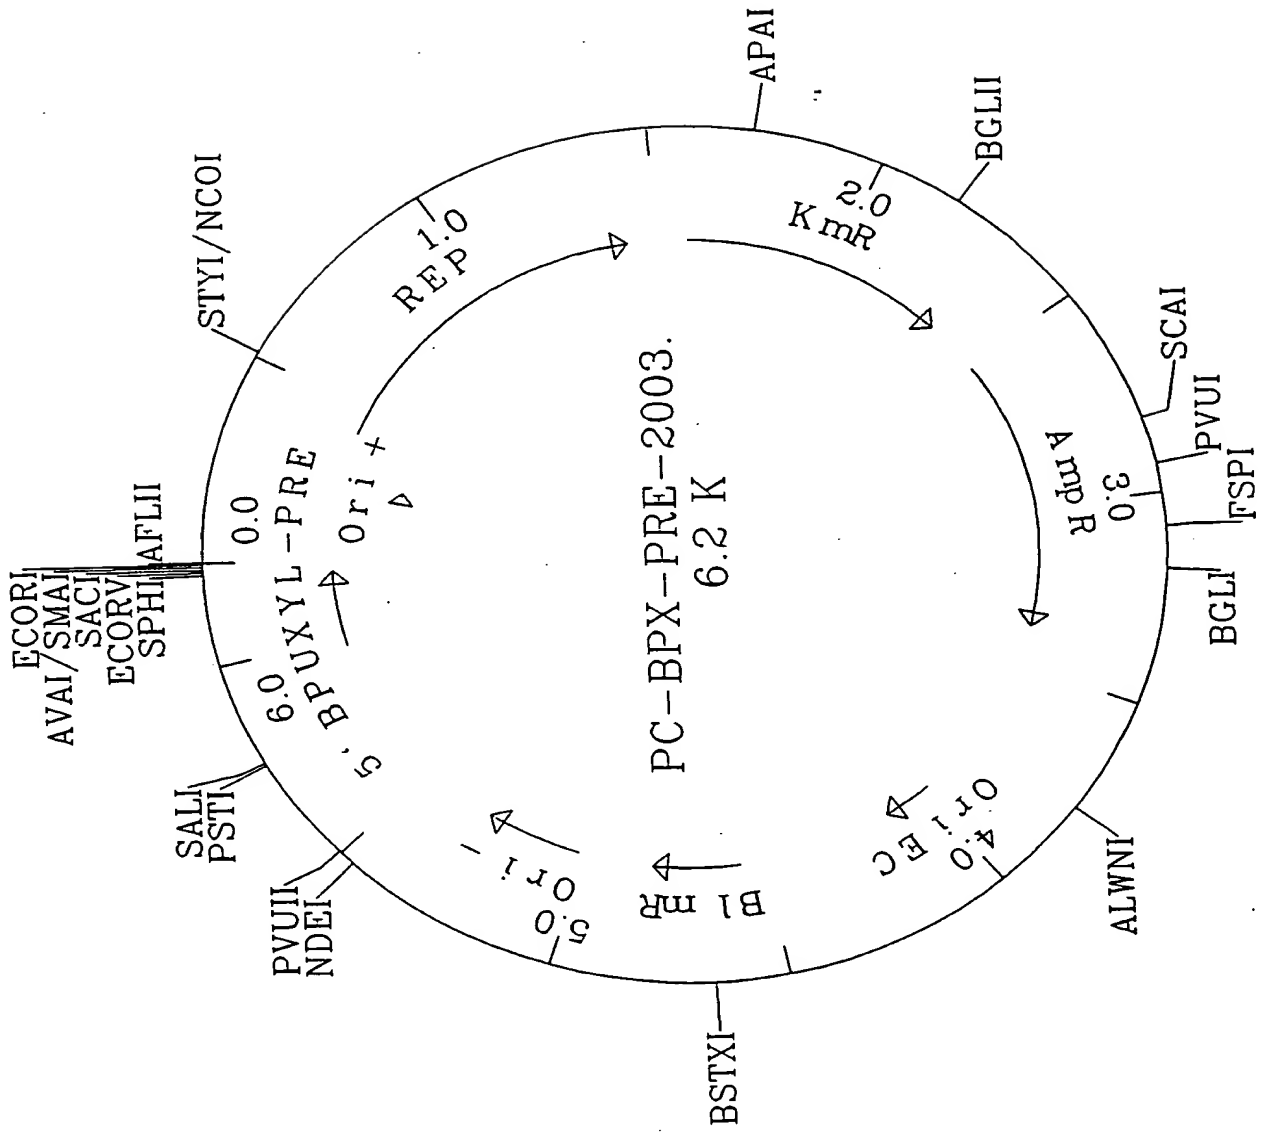 PC-BPX-PRE-2003.
6.2 K
0.0
AFLII
STYI/NCOI
1.0
APAI
2.0
BGLII
SCAI
PVUI
3.0
FSPI
BGLI
ALWNI
4.0
BSTXI
5.0
NDEI
PVUII
PSTI
SALI
6.0
SPHI
ECORV
SACI
AVAI/SMAI
ECORI
Ori +
REP
KmR
AmpR
Ori EC
BlmR
Ori -
5' BPUXYL-PRE